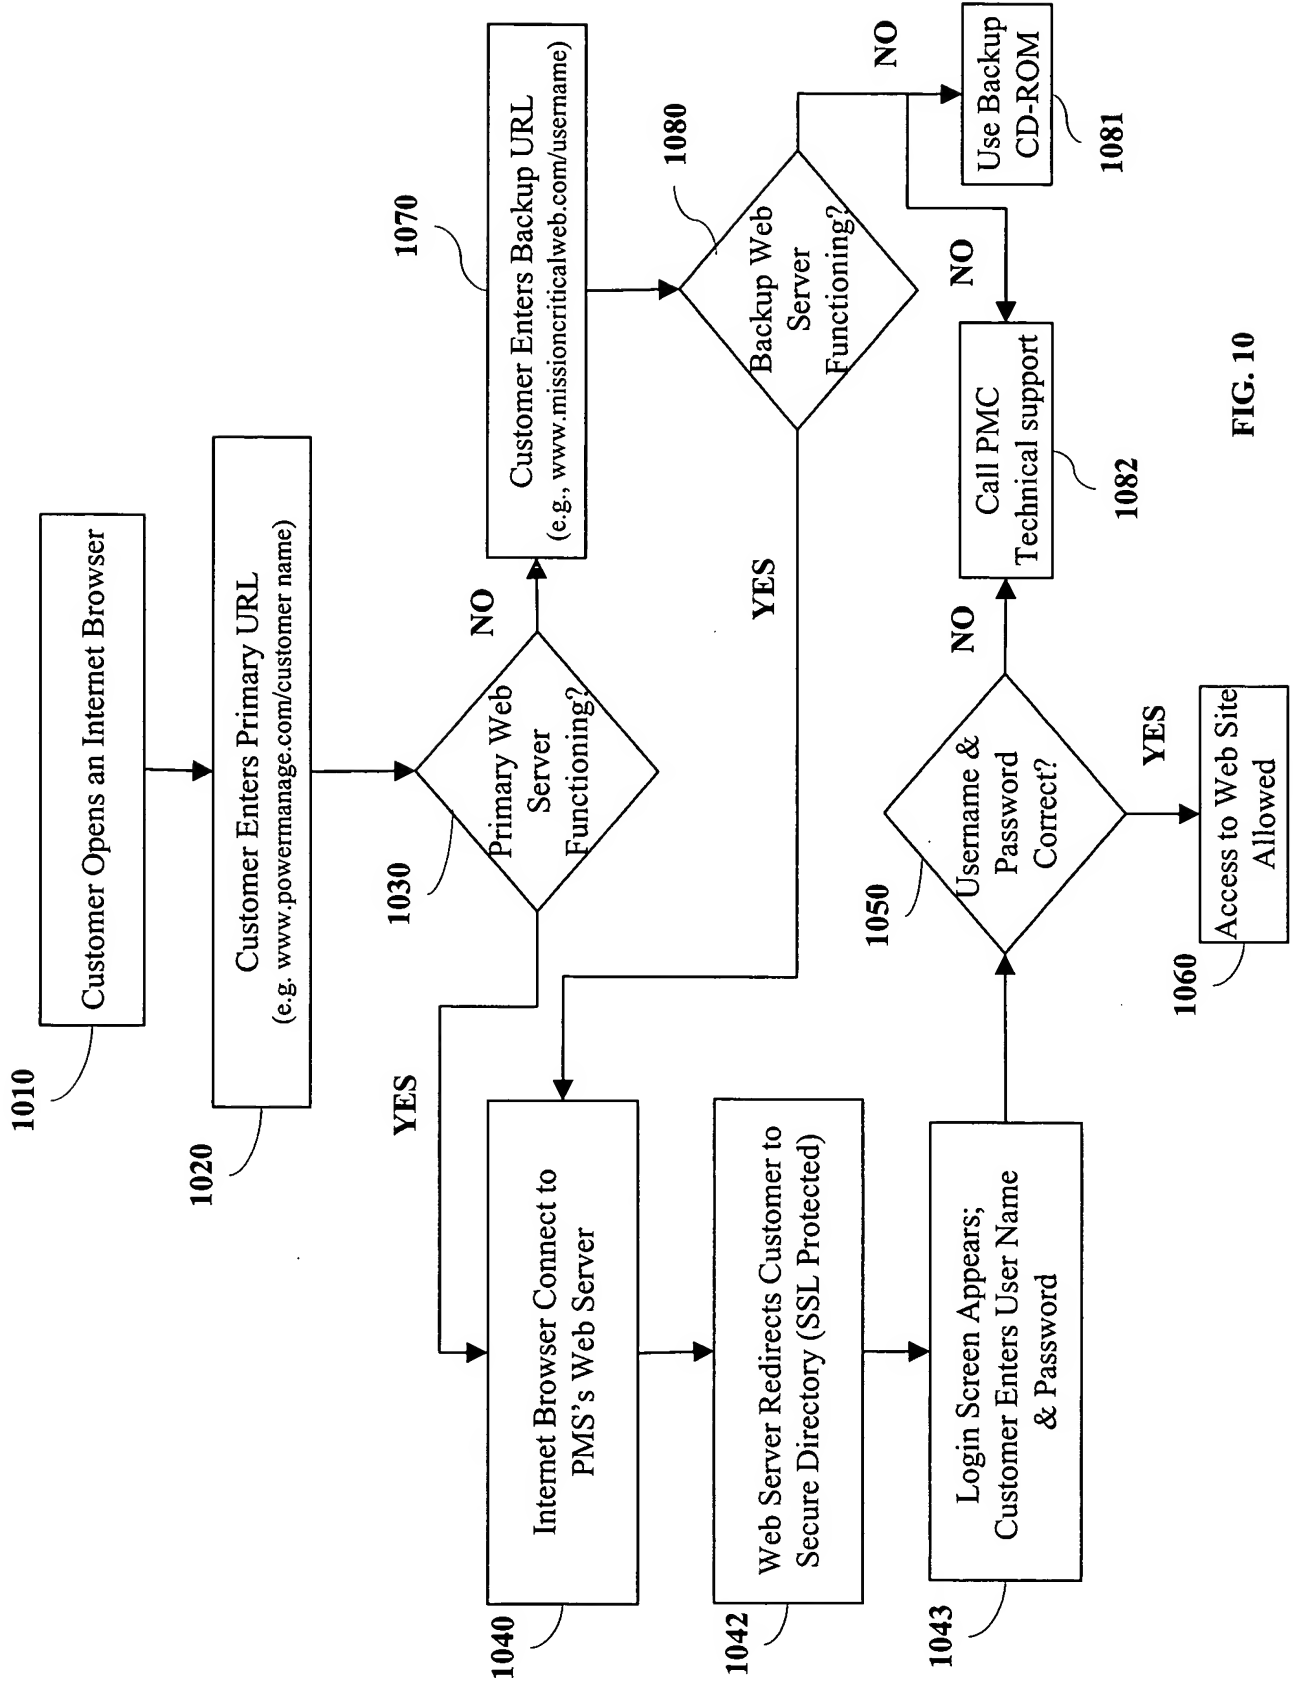 1010
Customer Opens an Internet Browser
1020
Customer Enters Primary URL
(e.g. www.powermanage.com/customer name)
1030
Primary Web
Server
Functioning?
YES
NO
1070
Customer Enters Backup URL
(e.g., www.missioncriticalweb.com/username)
1080
Backup Web
Server
Functioning?
YES
NO
NO
1040
Internet Browser Connect to
PMS's Web Server
1042
Web Server Redirects Customer to
Secure Directory (SSL Protected)
1043
Login Screen Appears;
Customer Enters User Name
& Password
1050
Username &
Password
Correct?
NO
YES
1060
Access to Web Site
Allowed
Call PMC
Technical support
1082
Use Backup
CD-ROM
1081
FIG. 10